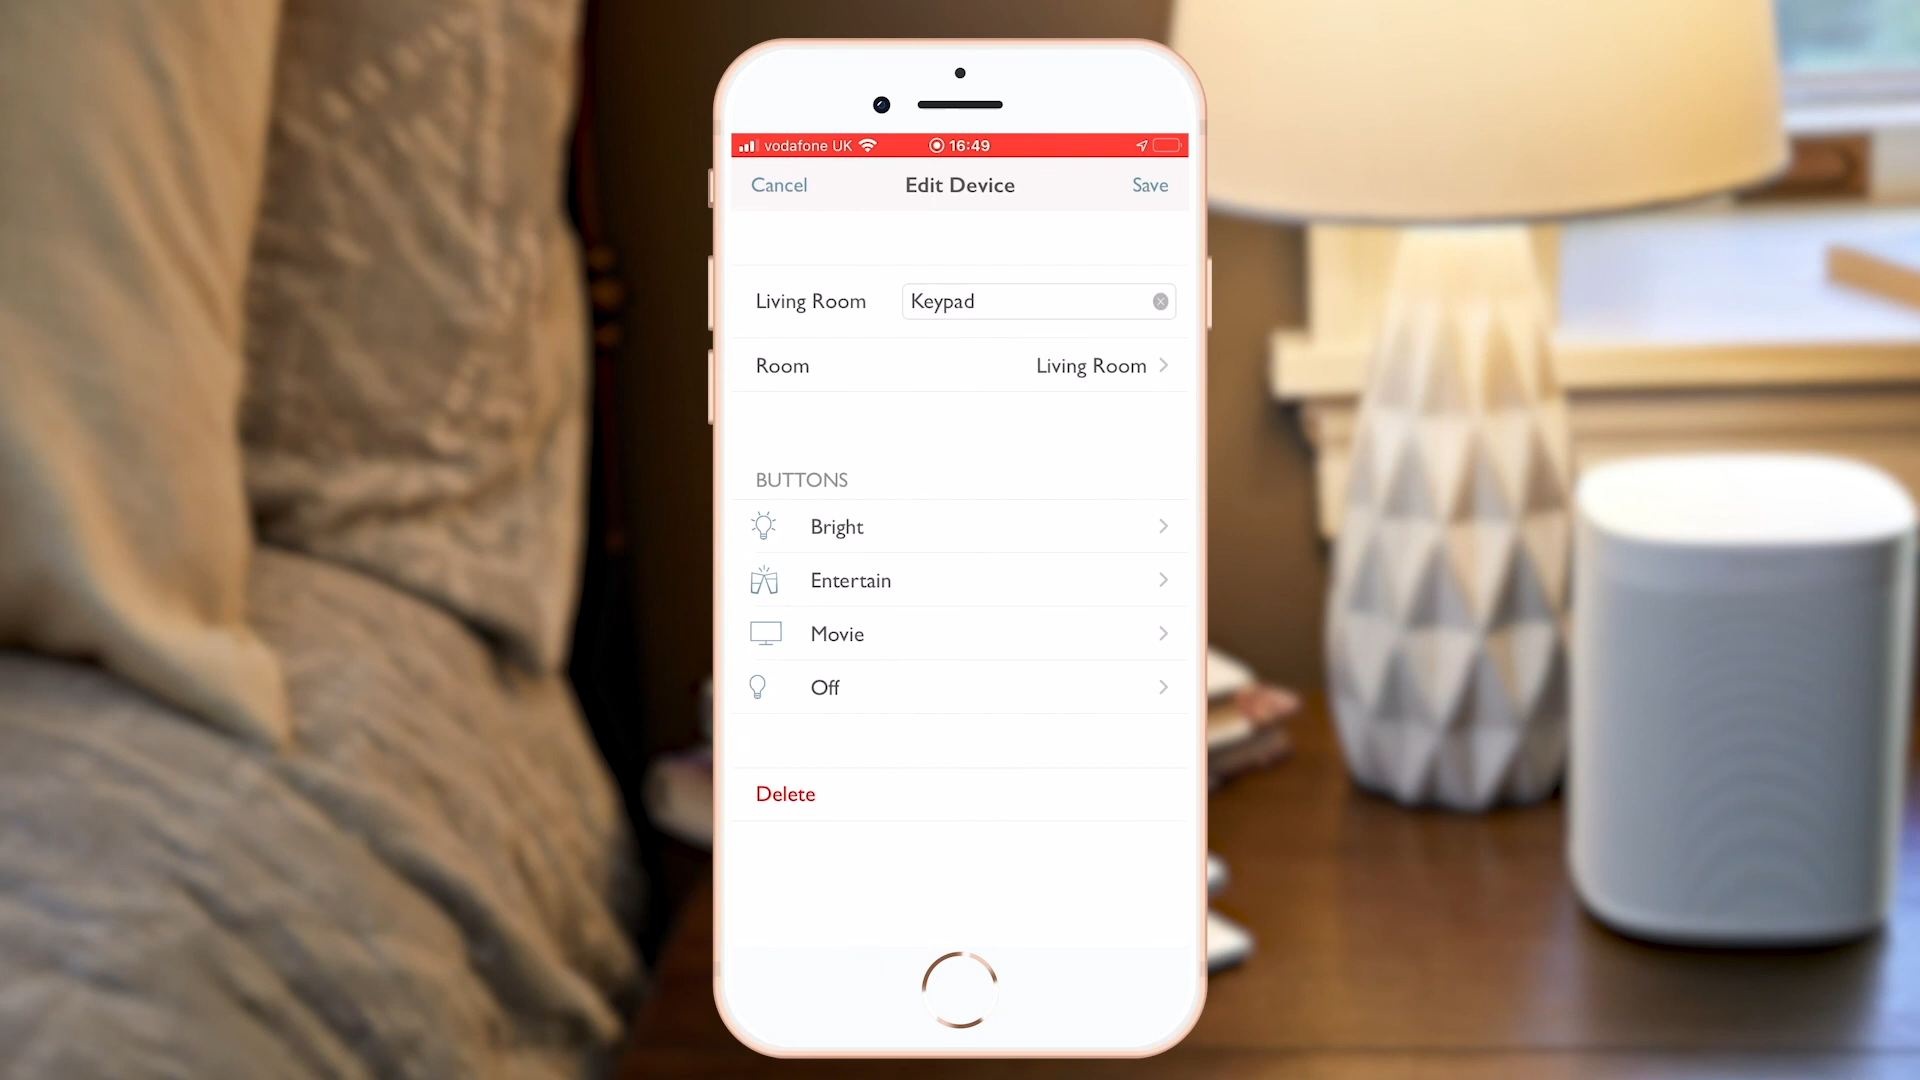 vodafone UK 16:49
Cancel Edit Device Save
Living Room Keypad
Room Living Room
BUTTONS
Bright
Entertain
Movie
Off
Delete